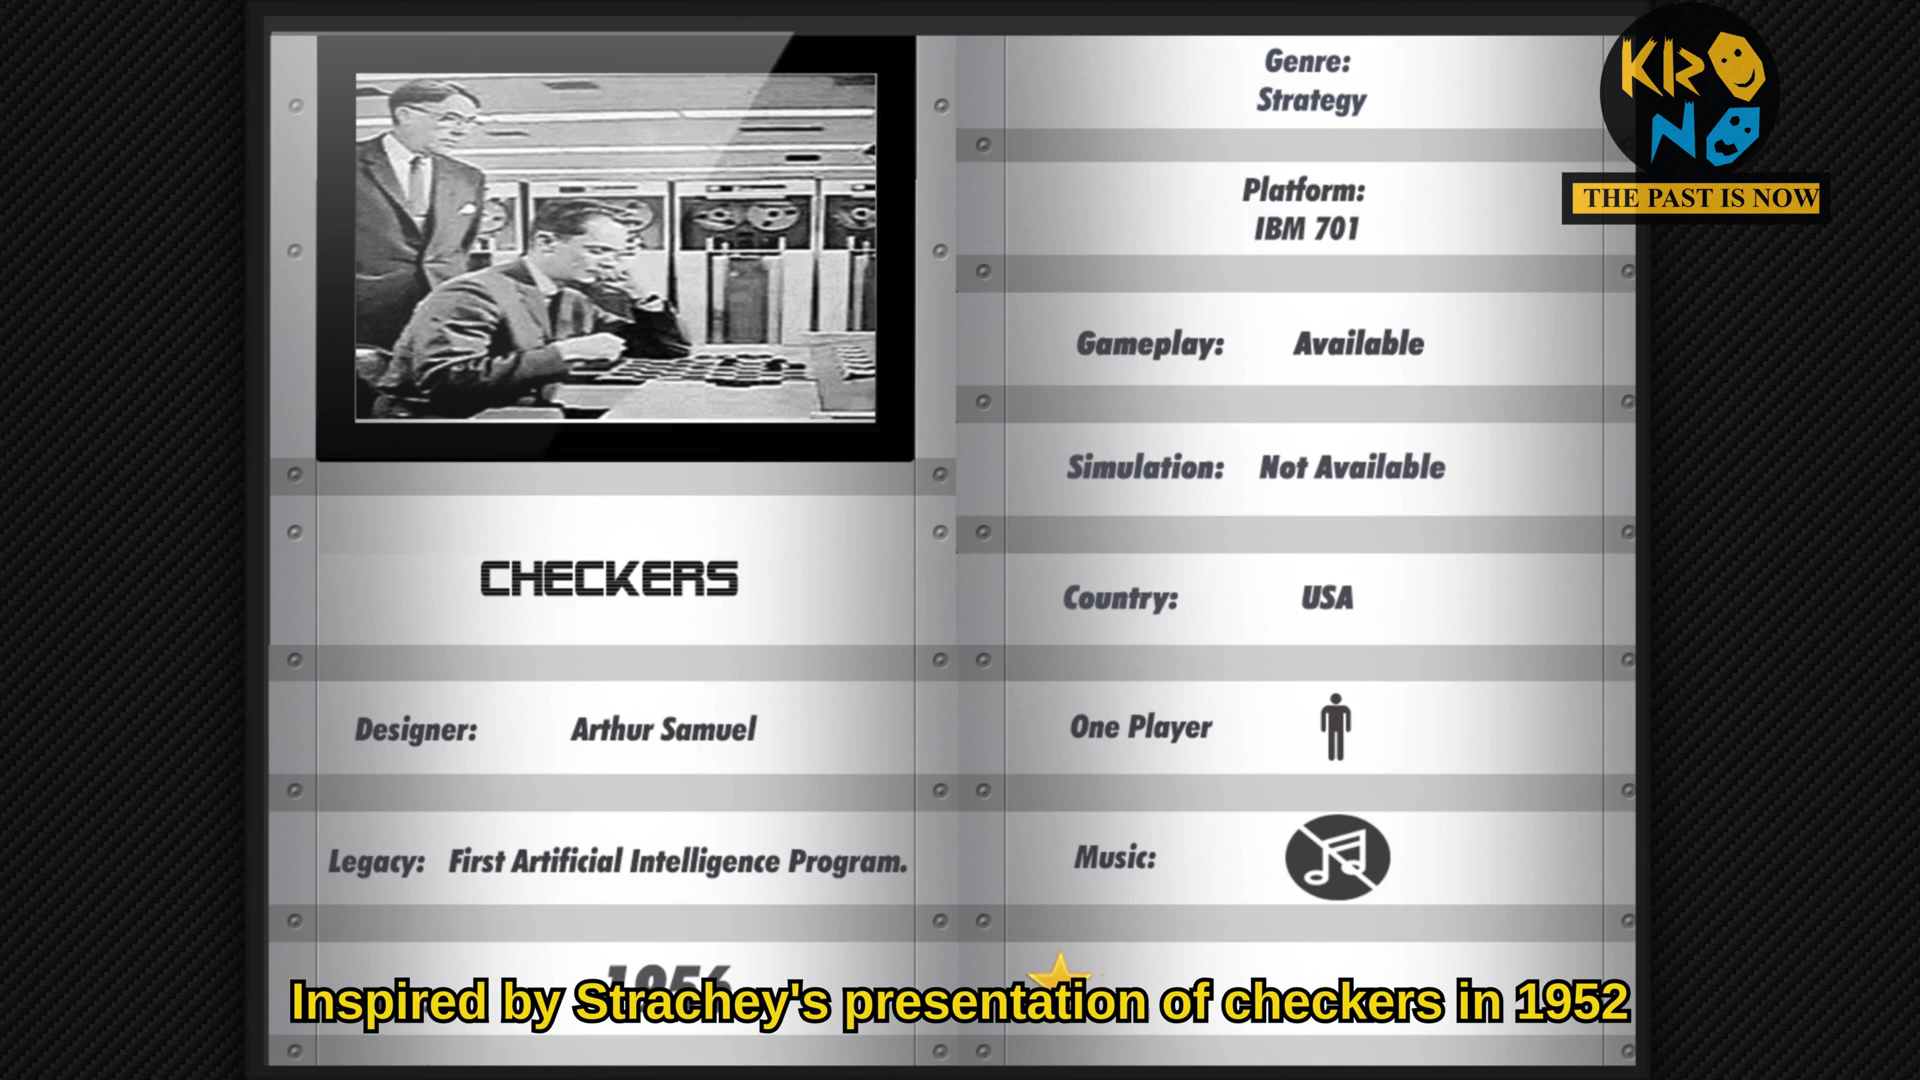 CHECKERS
Designer: Arthur Samuel
Legacy: First Artificial Intelligence Program.
1956
Genre:
Strategy
Platform:
IBM 701
Gameplay: Available
Simulation: Not Available
Country: USA
One Player
Music:
KRONO
THE PAST IS NOW
Inspired by Strachey's presentation of checkers in 1952